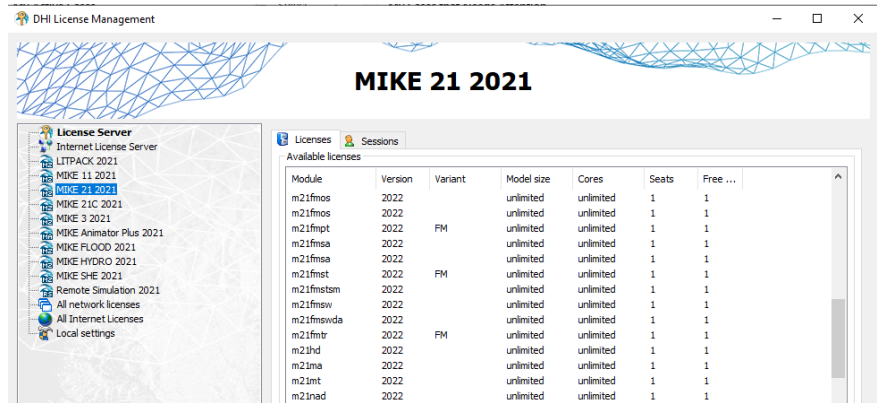 DHI License Management
MIKE 21 2021
License Server
Internet License Server
LITPACK 2021
MIKE 11 2021
MIKE 21 2021
MIKE 21C 2021
MIKE 3 2021
MIKE Animator Plus 2021
MIKE FLOOD 2021
MIKE HYDRO 2021
MIKE SHE 2021
Remote Simulation 2021
All network licenses
All Internet Licenses
Local settings
Licenses Sessions
Available licenses
Module Version Variant Model size Cores Seats Free ...
m21fmos 2022 unlimited unlimited 1 1
m21fmos 2022 unlimited unlimited 1 1
m21fmpt 2022 FM unlimited unlimited 1 1
m21fmsa 2022 unlimited unlimited 1 1
m21fmsa 2022 unlimited unlimited 1 1
m21fmst 2022 FM unlimited unlimited 1 1
m21fmstsm 2022 unlimited unlimited 1 1
m21fmsw 2022 unlimited unlimited 1 1
m21fmswda 2022 unlimited unlimited 1 1
m21fmtr 2022 FM unlimited unlimited 1 1
m21hd 2022 unlimited unlimited 1 1
m21ma 2022 unlimited unlimited 1 1
m21mt 2022 unlimited unlimited 1 1
m21nad 2022 unlimited unlimited 1 1